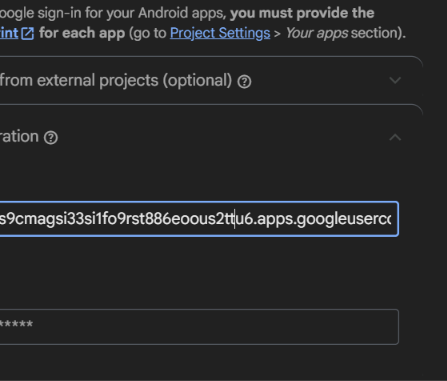 oogle sign-in for your Android apps, you must provide the
int for each app (go to Project Settings > Your apps section).
from external projects (optional)
ration
s9cmagsi33si1fo9rst886eoous2ttu6.apps.googleuserco
*****